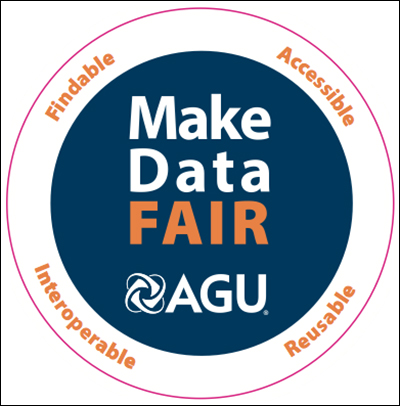 Findable
Accessible
Make
Data
FAIR
AGU®
Interoperable
Reusable